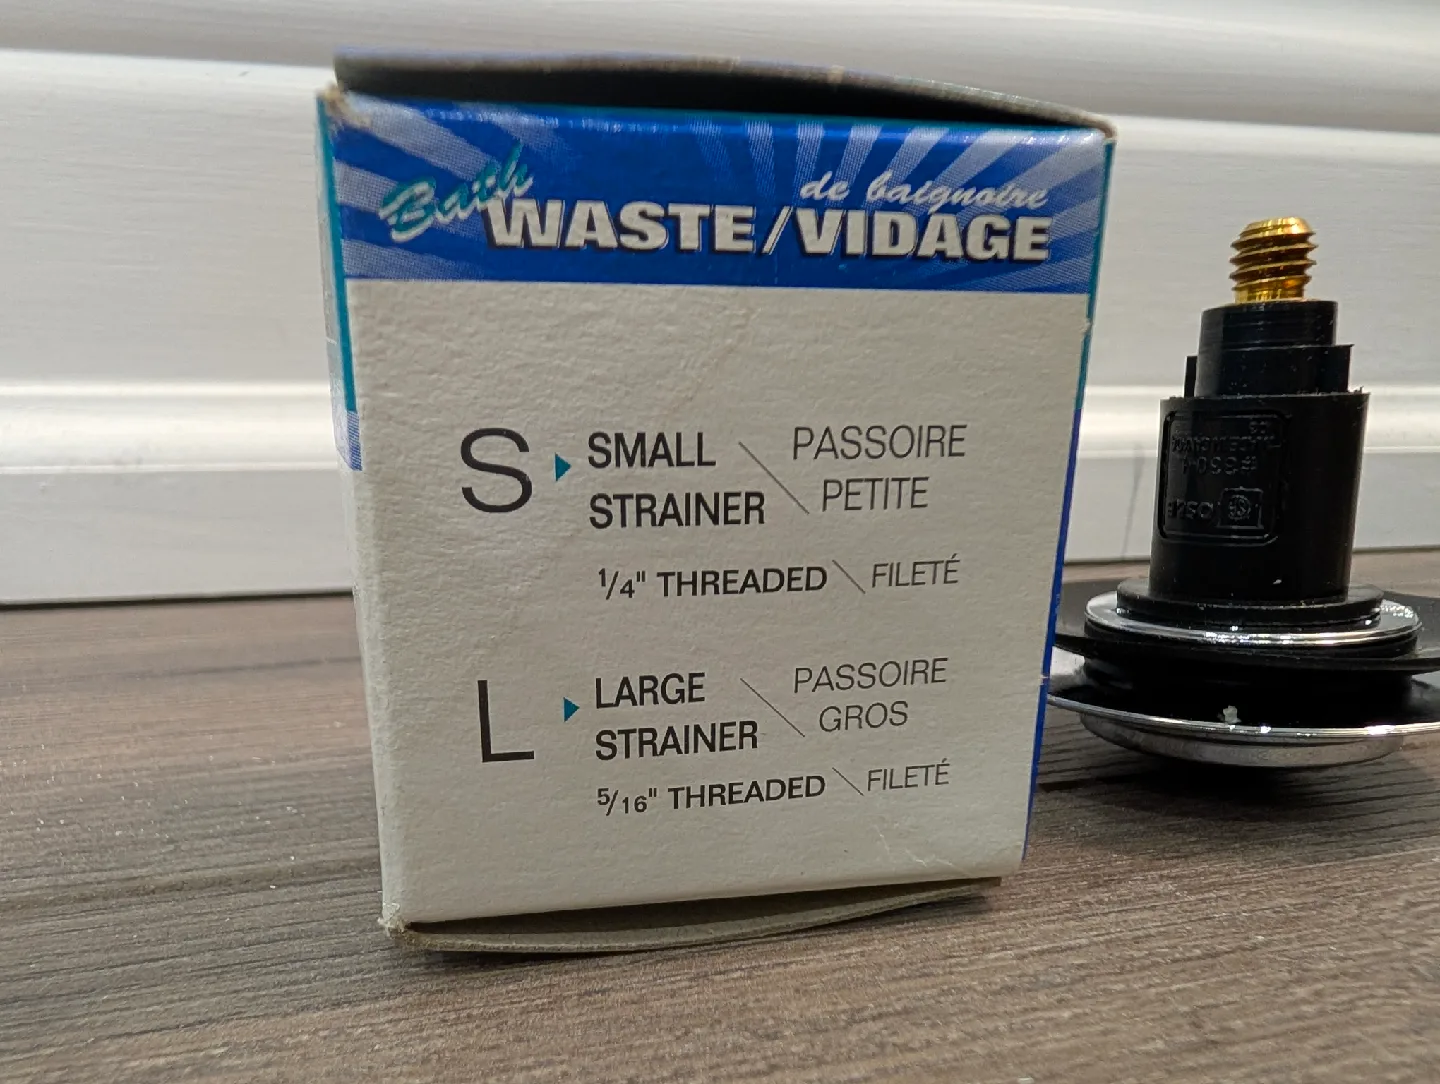 Bath de baignoire
WASTE/VIDAGE
S SMALL STRAINER \ PASSOIRE PETITE
1/4" THREADED \ FILETÉ
L LARGE STRAINER \ PASSOIRE GROS
5/16" THREADED \ FILETÉ